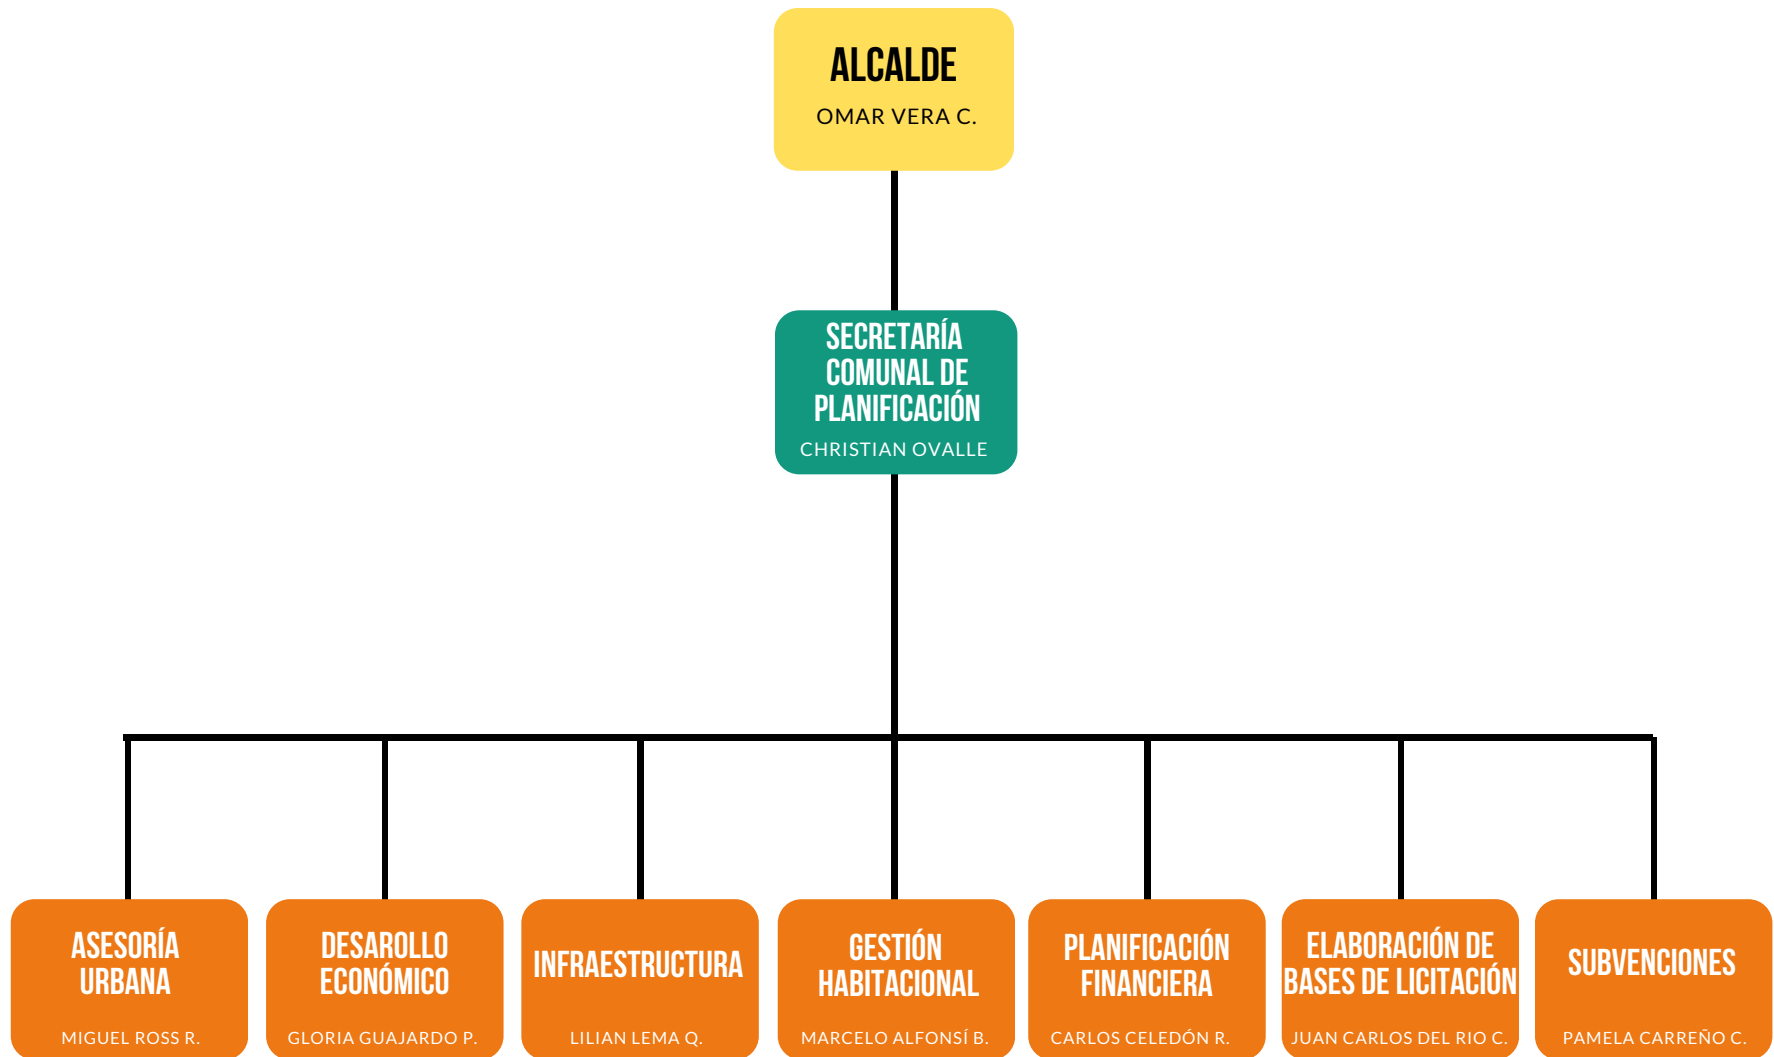 ALCALDE
OMAR VERA C.
SECRETARÍA
COMUNAL DE
PLANIFICACIÓN
CHRISTIAN OVALLE
ASESORÍA
URBANA
MIGUEL ROSS R.
DESAROLLO
ECONÓMICO
GLORIA GUAJARDO P.
INFRAESTRUCTURA
LILIAN LEMA Q.
GESTIÓN
HABITACIONAL
MARCELO ALFONSÍ B.
PLANIFICACIÓN
FINANCIERA
CARLOS CELEDÓN R.
ELABORACIÓN DE
BASES DE LICITACIÓN
JUAN CARLOS DEL RIO C.
SUBVENCIONES
PAMELA CARREÑO C.